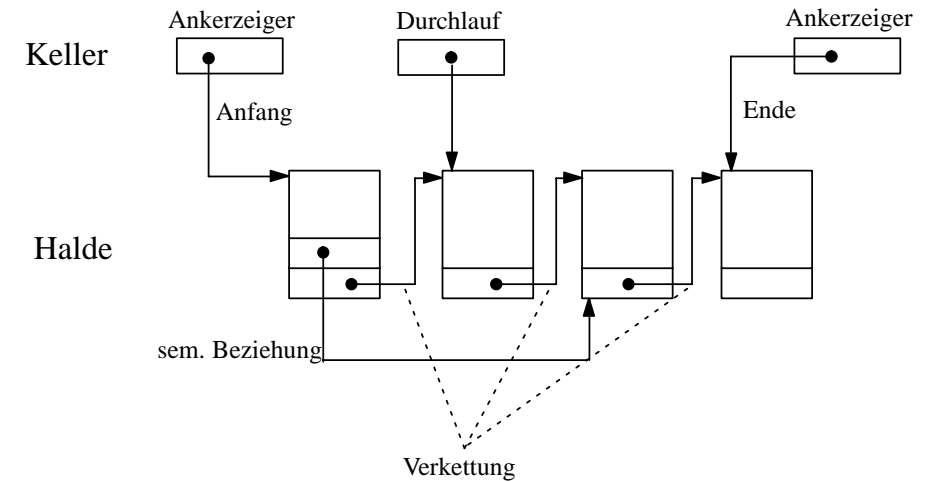 Ankerzeiger
Durchlauf
Ankerzeiger
Keller
Anfang
Ende
Halde
sem. Beziehung
Verkettung